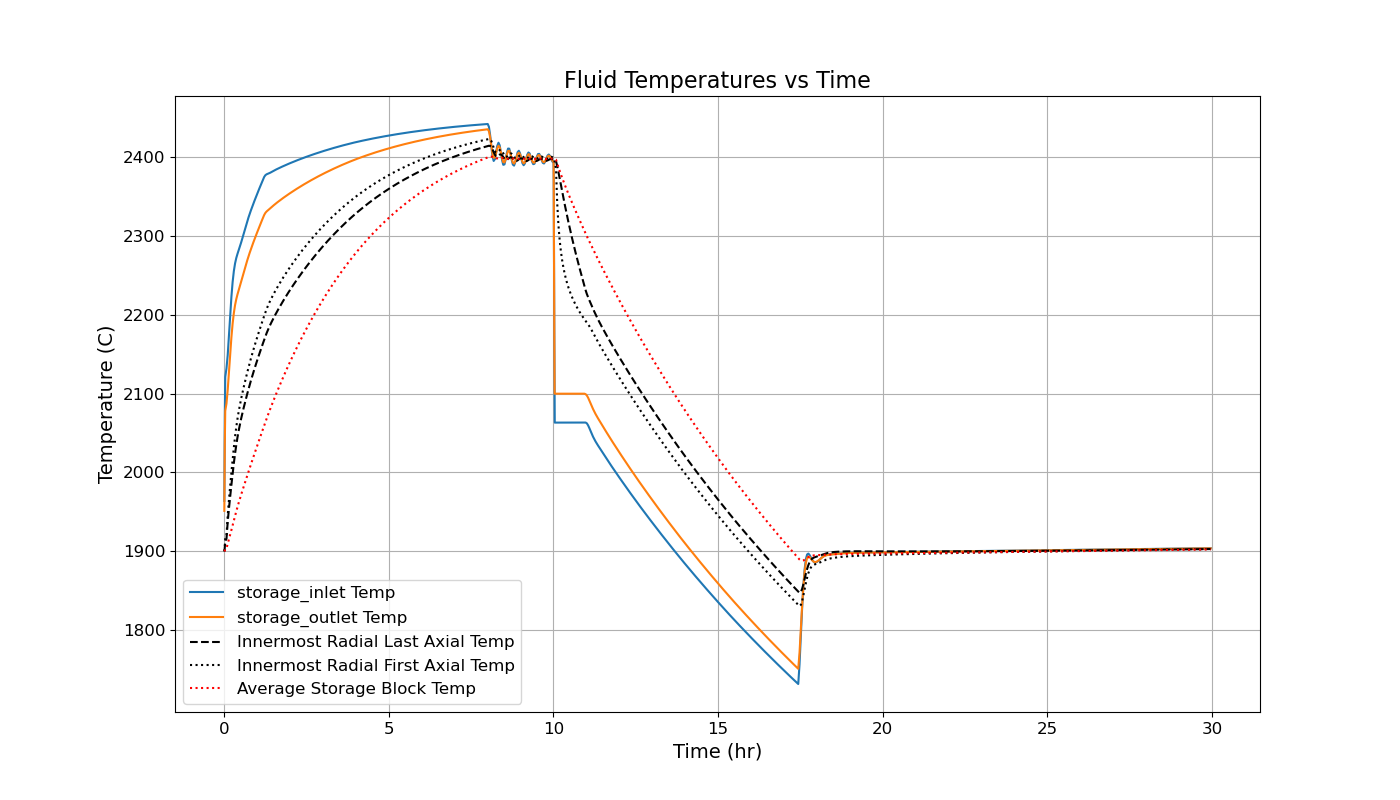 Fluid Temperatures vs Time
Temperature (C)
2400
2300
2200
2100
2000
1900
1800
storage_inlet Temp
storage_outlet Temp
Innermost Radial Last Axial Temp
Innermost Radial First Axial Temp
Average Storage Block Temp
0 5 10 15 20 25 30
Time (hr)